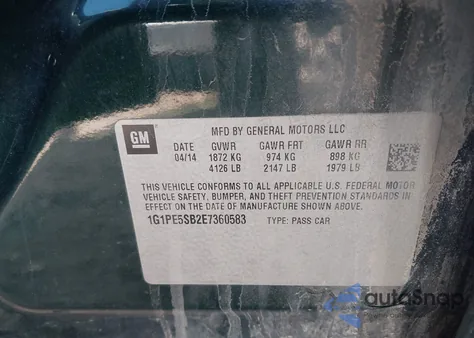 GM
MFD BY GENERAL MOTORS LLC
DATE GVWR GAWR FRT GAWR RR
04/14 1872 KG 974 KG 898 KG
4126 LB 2147 LB 1979 LB
THIS VEHICLE CONFORMS TO ALL APPLICABLE U.S. FEDERAL MOTOR
VEHICLE SAFETY, BUMPER, AND THEFT PREVENTION STANDARDS
IN EFFECT ON THE DATE OF MANUFACTURE SHOWN ABOVE.
1G1PE5SB2E7360583 TYPE: PASS CAR
autoSnap